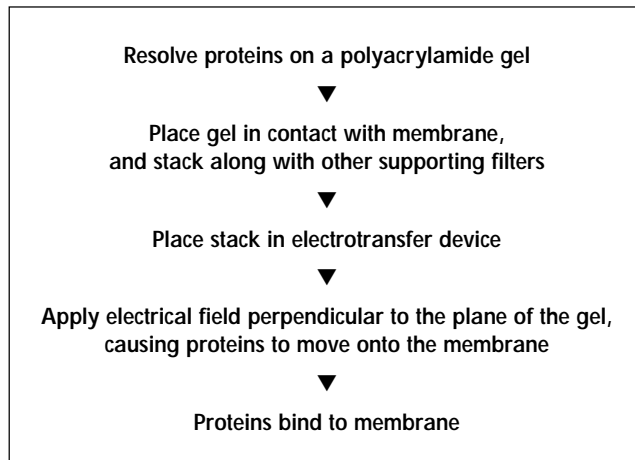 Resolve proteins on a polyacrylamide gel
▼
Place gel in contact with membrane,
and stack along with other supporting filters
▼
Place stack in electrotransfer device
▼
Apply electrical field perpendicular to the plane of the gel,
causing proteins to move onto the membrane
▼
Proteins bind to membrane